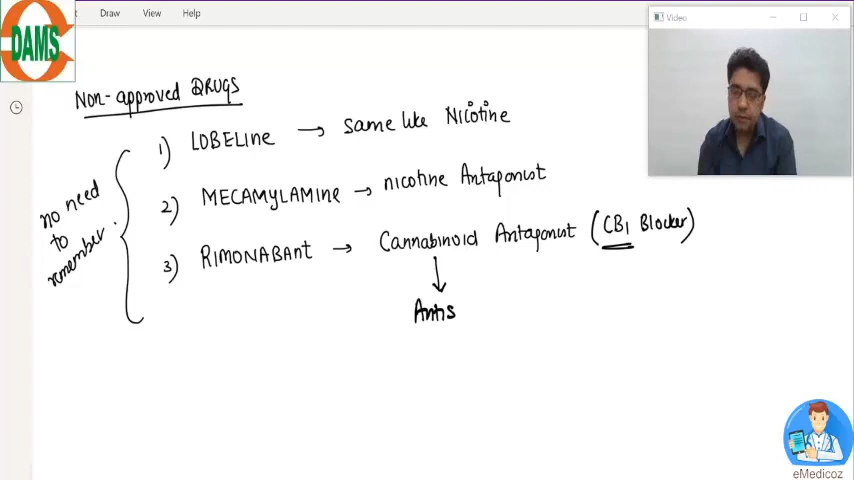 DAMS
Draw View Help
Video
Non-approved DRUGS
1) LOBELINE → same like Nicotine
2) MECAMYLAMINE → nicotine Antagonist
3) RIMONABANT → Cannabinoid Antagonist (CB1 Blocker)
no need
to
remember
Antis
eMedicoz